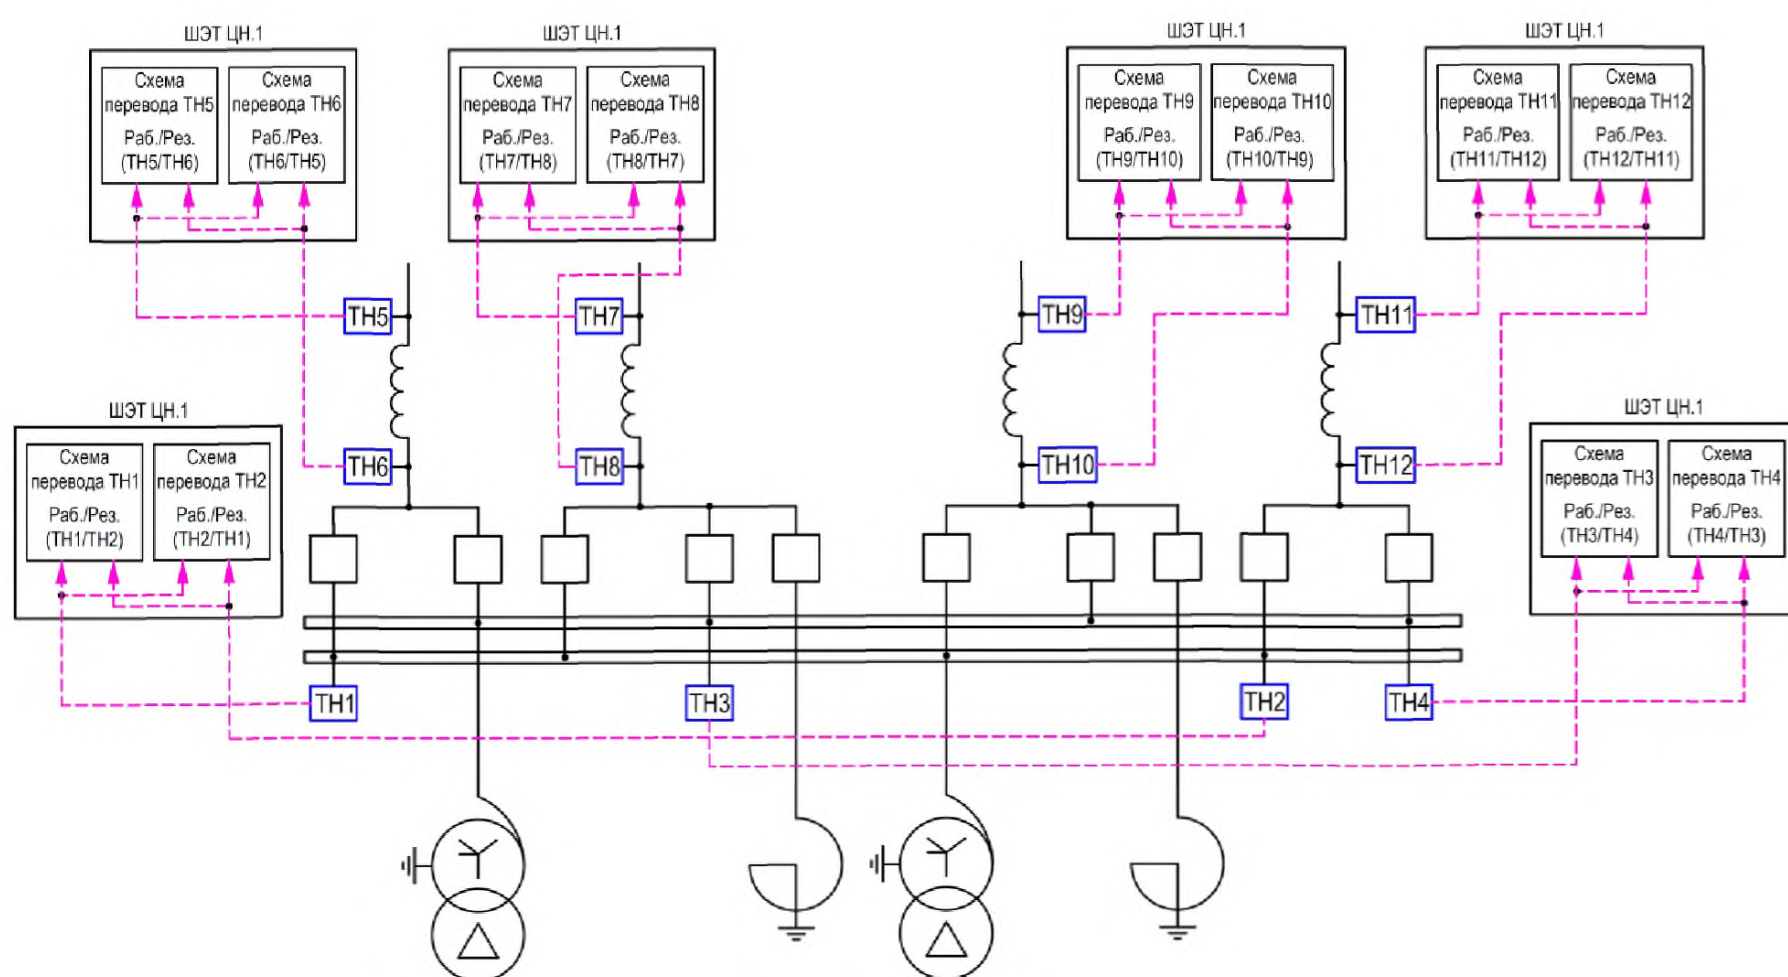 ШЭТ ЦН.1
Схема
перевода ТН5
Раб./Рез.
(ТН5/ТН6)
Схема
перевода ТН6
Раб./Рез.
(ТН6/ТН5)
ШЭТ ЦН.1
Схема
перевода ТН7
Раб./Рез.
(ТН7/ТН8)
Схема
перевода ТН8
Раб./Рез.
(ТН8/ТН7)
ШЭТ ЦН.1
Схема
перевода ТН9
Раб./Рез.
(ТН9/ТН10)
Схема
перевода ТН10
Раб./Рез.
(ТН10/ТН9)
ШЭТ ЦН.1
Схема
перевода ТН11
Раб./Рез.
(ТН11/ТН12)
Схема
перевода ТН12
Раб./Рез.
(ТН12/ТН11)
ТН5
ТН7
ТН9
ТН11
ШЭТ ЦН.1
Схема
перевода ТН1
Раб./Рез.
(ТН1/ТН2)
Схема
перевода ТН2
Раб./Рез.
(ТН2/ТН1)
ТН6
ТН8
ТН10
ТН12
ШЭТ ЦН.1
Схема
перевода ТН3
Раб./Рез.
(ТН3/ТН4)
Схема
перевода ТН4
Раб./Рез.
(ТН4/ТН3)
ТН1
ТН3
ТН2
ТН4